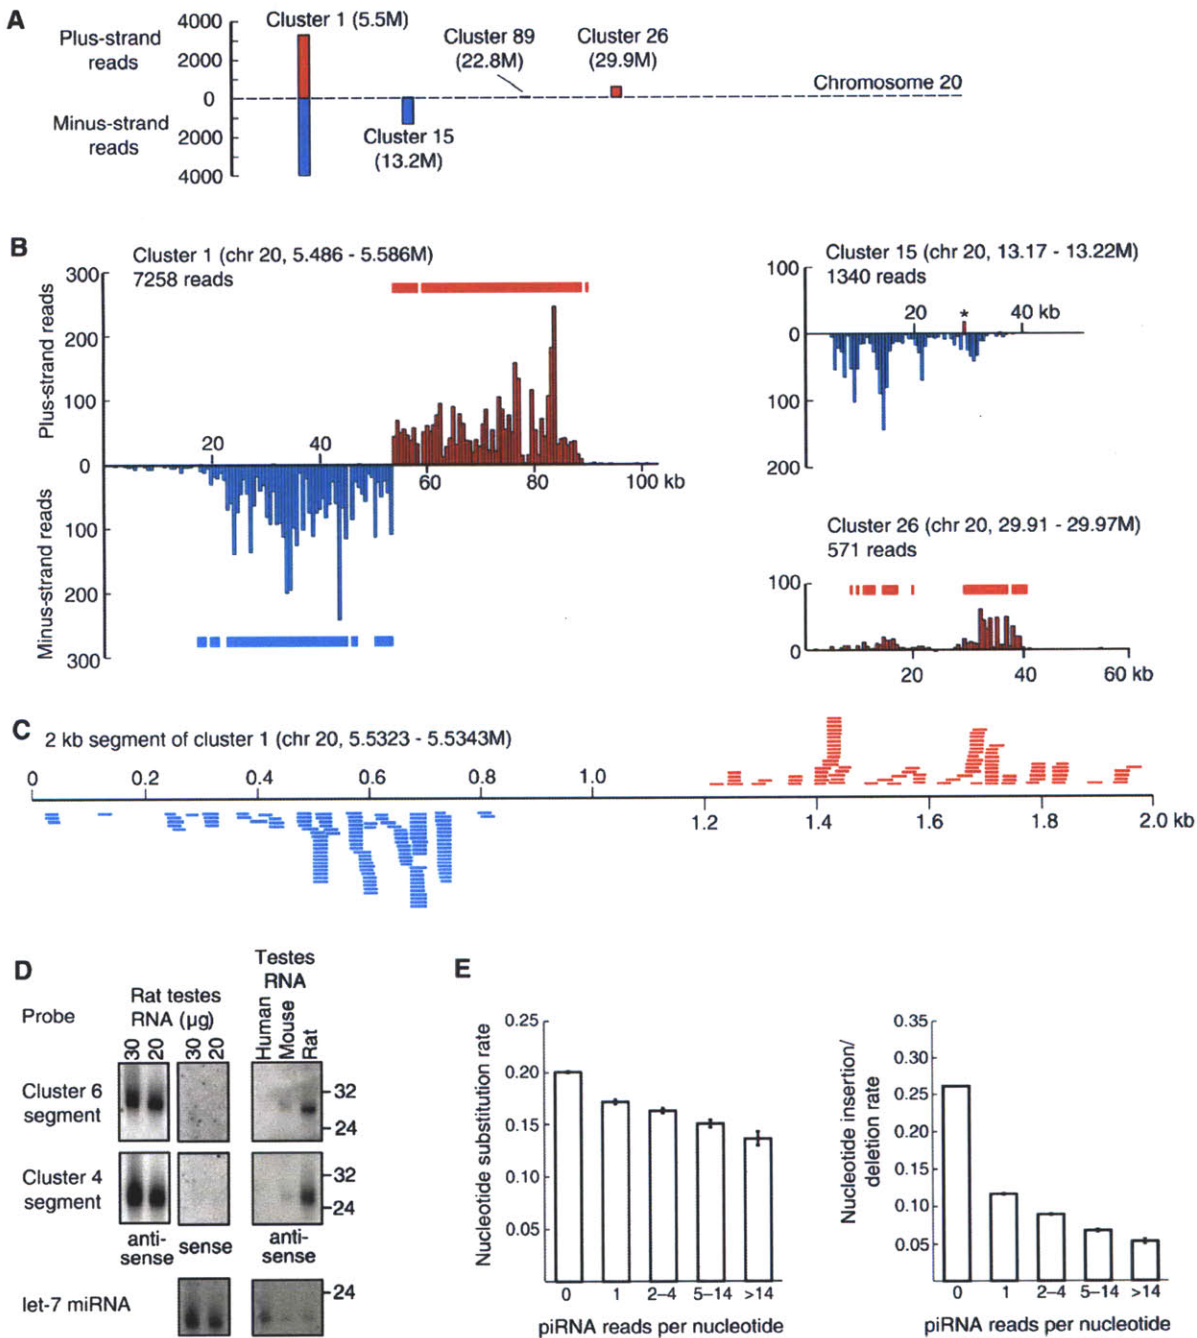 A
Plus-strand reads
Minus-strand reads
4000
2000
0
2000
4000
Cluster 1 (5.5M)
Cluster 15 (13.2M)
Cluster 89 (22.8M)
Cluster 26 (29.9M)
Chromosome 20
B
Cluster 1 (chr 20, 5.486 - 5.586M)
7258 reads
Plus-strand reads
Minus-strand reads
300
200
100
0
100
200
300
20
40
60
80
100 kb
Cluster 15 (chr 20, 13.17 - 13.22M)
1340 reads
100
0
100
200
20
*
40 kb
Cluster 26 (chr 20, 29.91 - 29.97M)
571 reads
100
0
20
40
60 kb
C
2 kb segment of cluster 1 (chr 20, 5.5323 - 5.5343M)
0
0.2
0.4
0.6
0.8
1.0
1.2
1.4
1.6
1.8
2.0 kb
D
Probe
Rat testes RNA (µg)
30
20
30
20
Testes RNA
Human
Mouse
Rat
Cluster 6 segment
32
24
Cluster 4 segment
32
24
anti-sense
sense
anti-sense
let-7 miRNA
24
E
Nucleotide substitution rate
0.25
0.20
0.15
0.10
0.05
0
1
2–4
5–14
>14
piRNA reads per nucleotide
Nucleotide insertion/
deletion rate
0.35
0.30
0.25
0.20
0.15
0.10
0.05
0
1
2–4
5–14
>14
piRNA reads per nucleotide